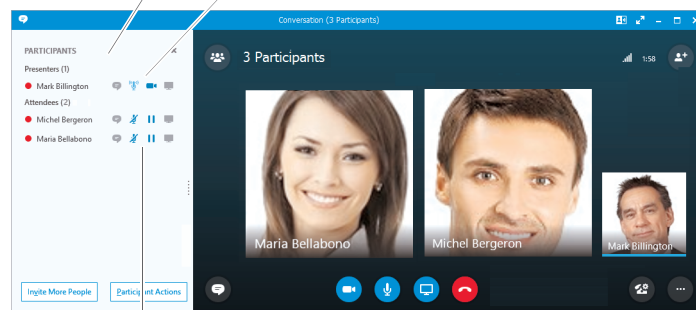 Conversation (3 Participants)
PARTICIPANTS
Presenters (1)
Mark Billington
Attendees (2)
Michel Bergeron
Maria Bellabono
Invite More People
Participant Actions
3 Participants
1:58
Maria Bellabono
Michel Bergeron
Mark Billington